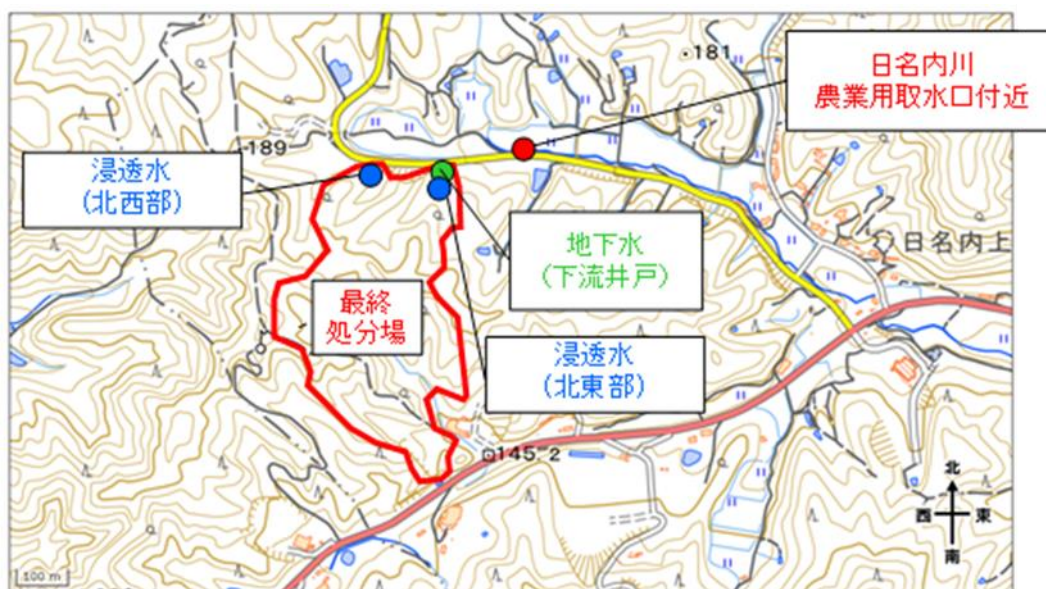 181
日名内川
農業用取水口付近
189
浸透水
(北西部)
地下水
(下流井戸)
日名内上
最終
処分場
浸透水
(北東部)
145.2
北
西 東
南
100 m